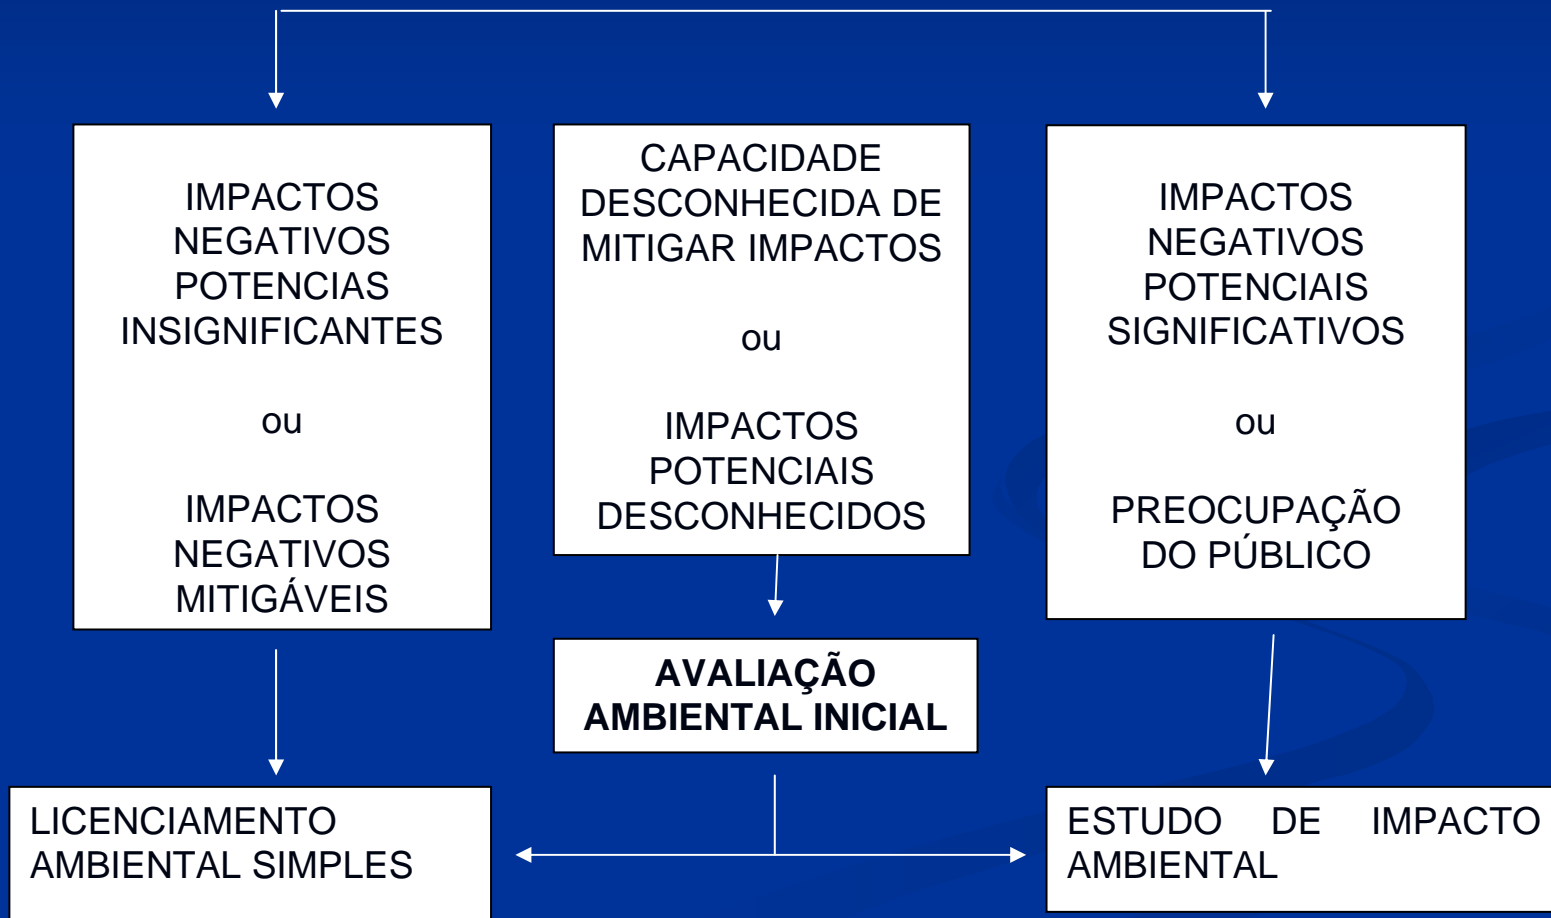 IMPACTOS
NEGATIVOS
POTENCIAS
INSIGNIFICANTES
ou
IMPACTOS
NEGATIVOS
MITIGÁVEIS
CAPACIDADE
DESCONHECIDA DE
MITIGAR IMPACTOS
ou
IMPACTOS
POTENCIAIS
DESCONHECIDOS
IMPACTOS
NEGATIVOS
POTENCIAIS
SIGNIFICATIVOS
ou
PREOCUPAÇÃO
DO PÚBLICO
AVALIAÇÃO
AMBIENTAL INICIAL
LICENCIAMENTO
AMBIENTAL SIMPLES
ESTUDO DE IMPACTO
AMBIENTAL